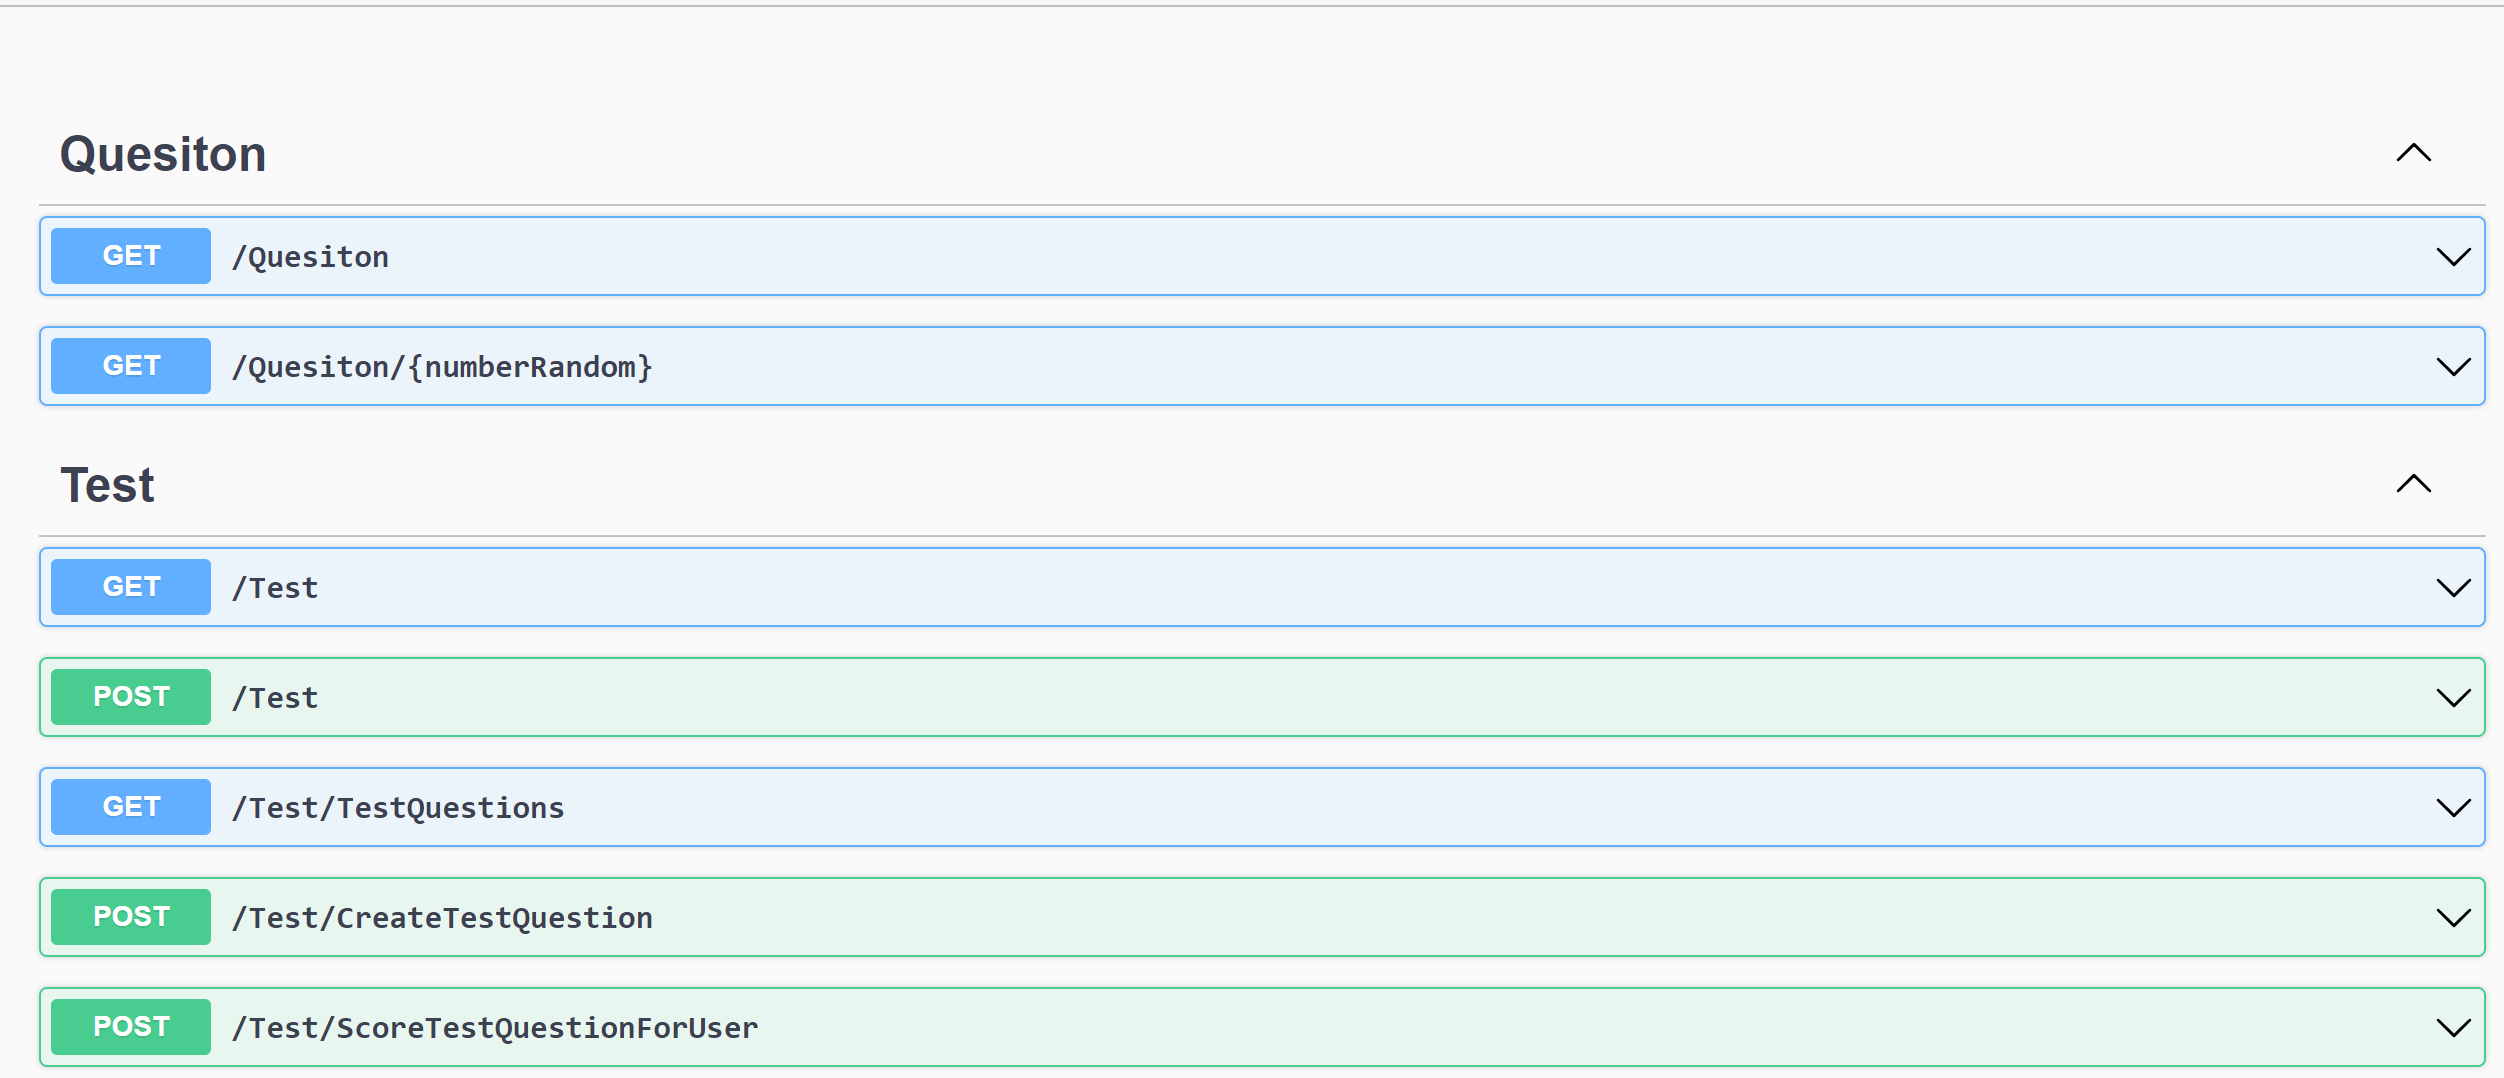 Quesiton
GET /Quesiton
GET /Quesiton/{numberRandom}
Test
GET /Test
POST /Test
GET /Test/TestQuestions
POST /Test/CreateTestQuestion
POST /Test/ScoreTestQuestionForUser